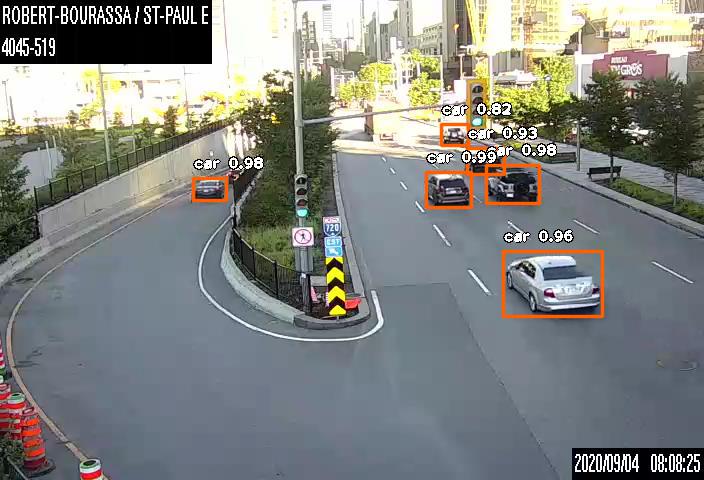 ROBERT-BOURASSA / ST-PAUL E
4045-519
car 0.82
car 0.93
car 0.99
car 0.98
car 0.98
car 0.96
720
EST
2020/09/04 08:08:25